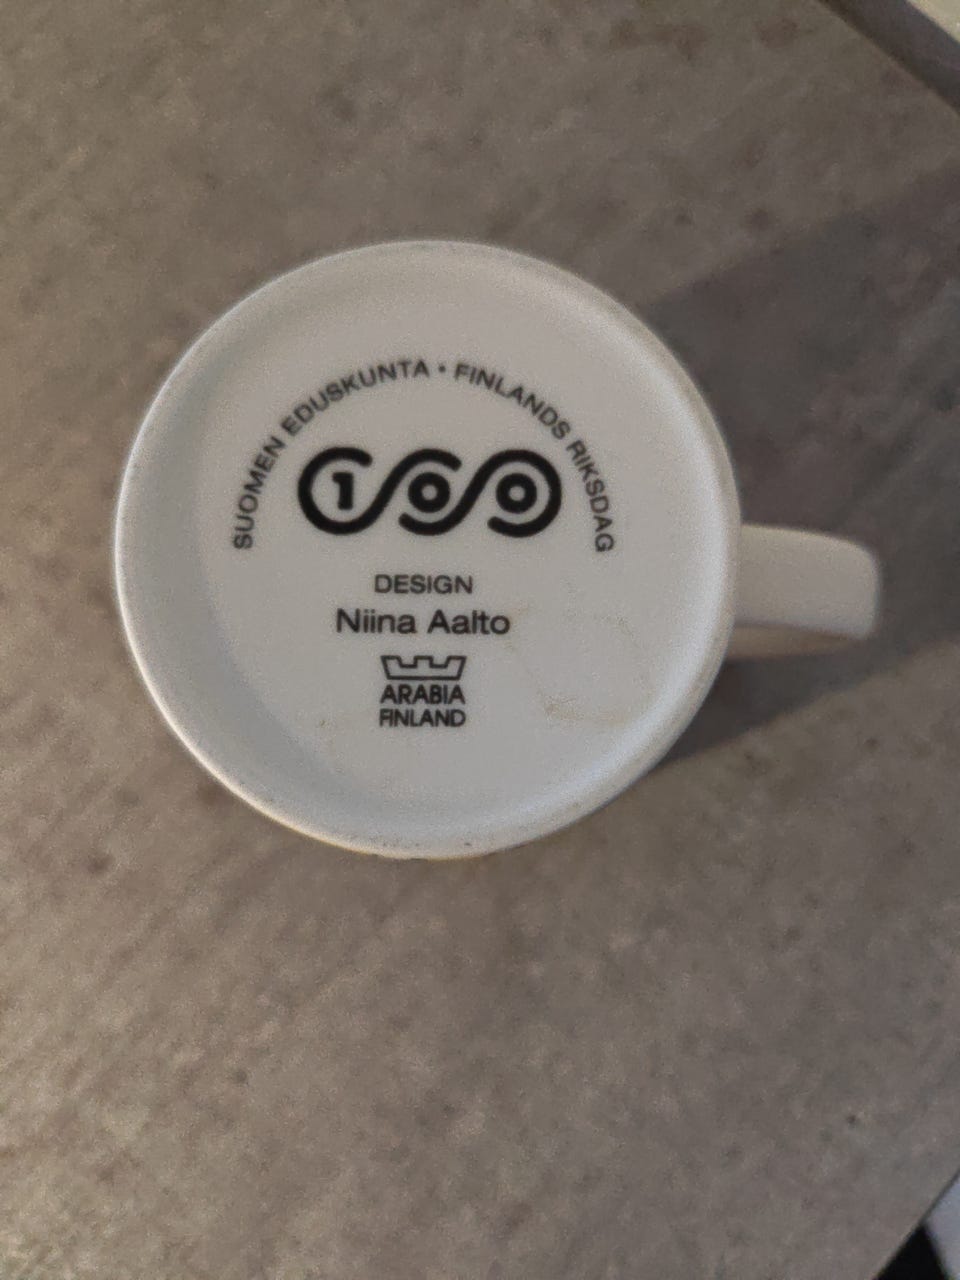 SUOMEN EDUSKUNTA • FINLANDS RIKSDAG
100
DESIGN
Niina Aalto
ARABIA
FINLAND